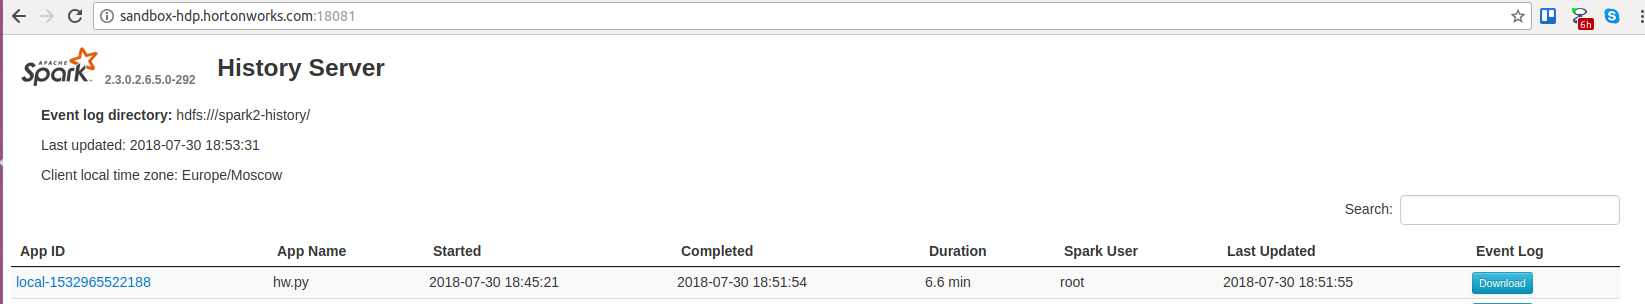 sandbox-hdp.hortonworks.com:18081
6h
APACHE
Spark 2.3.0.2.6.5.0-292 History Server
Event log directory: hdfs:///spark2-history/
Last updated: 2018-07-30 18:53:31
Client local time zone: Europe/Moscow
Search:
App ID App Name Started Completed Duration Spark User Last Updated Event Log
local-1532965522188 hw.py 2018-07-30 18:45:21 2018-07-30 18:51:54 6.6 min root 2018-07-30 18:51:55 Download